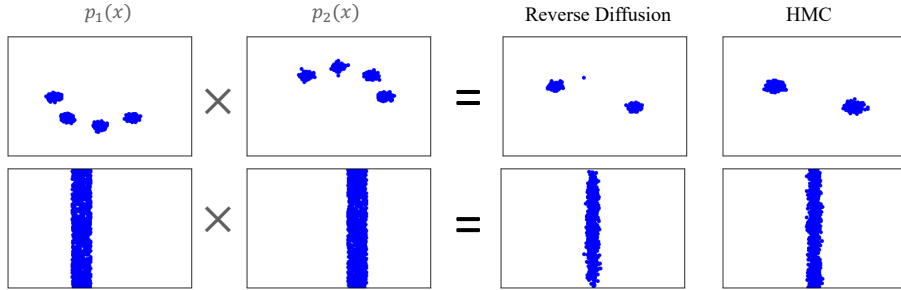 p₁(x) p₂(x) Reverse Diffusion HMC
× =
× =